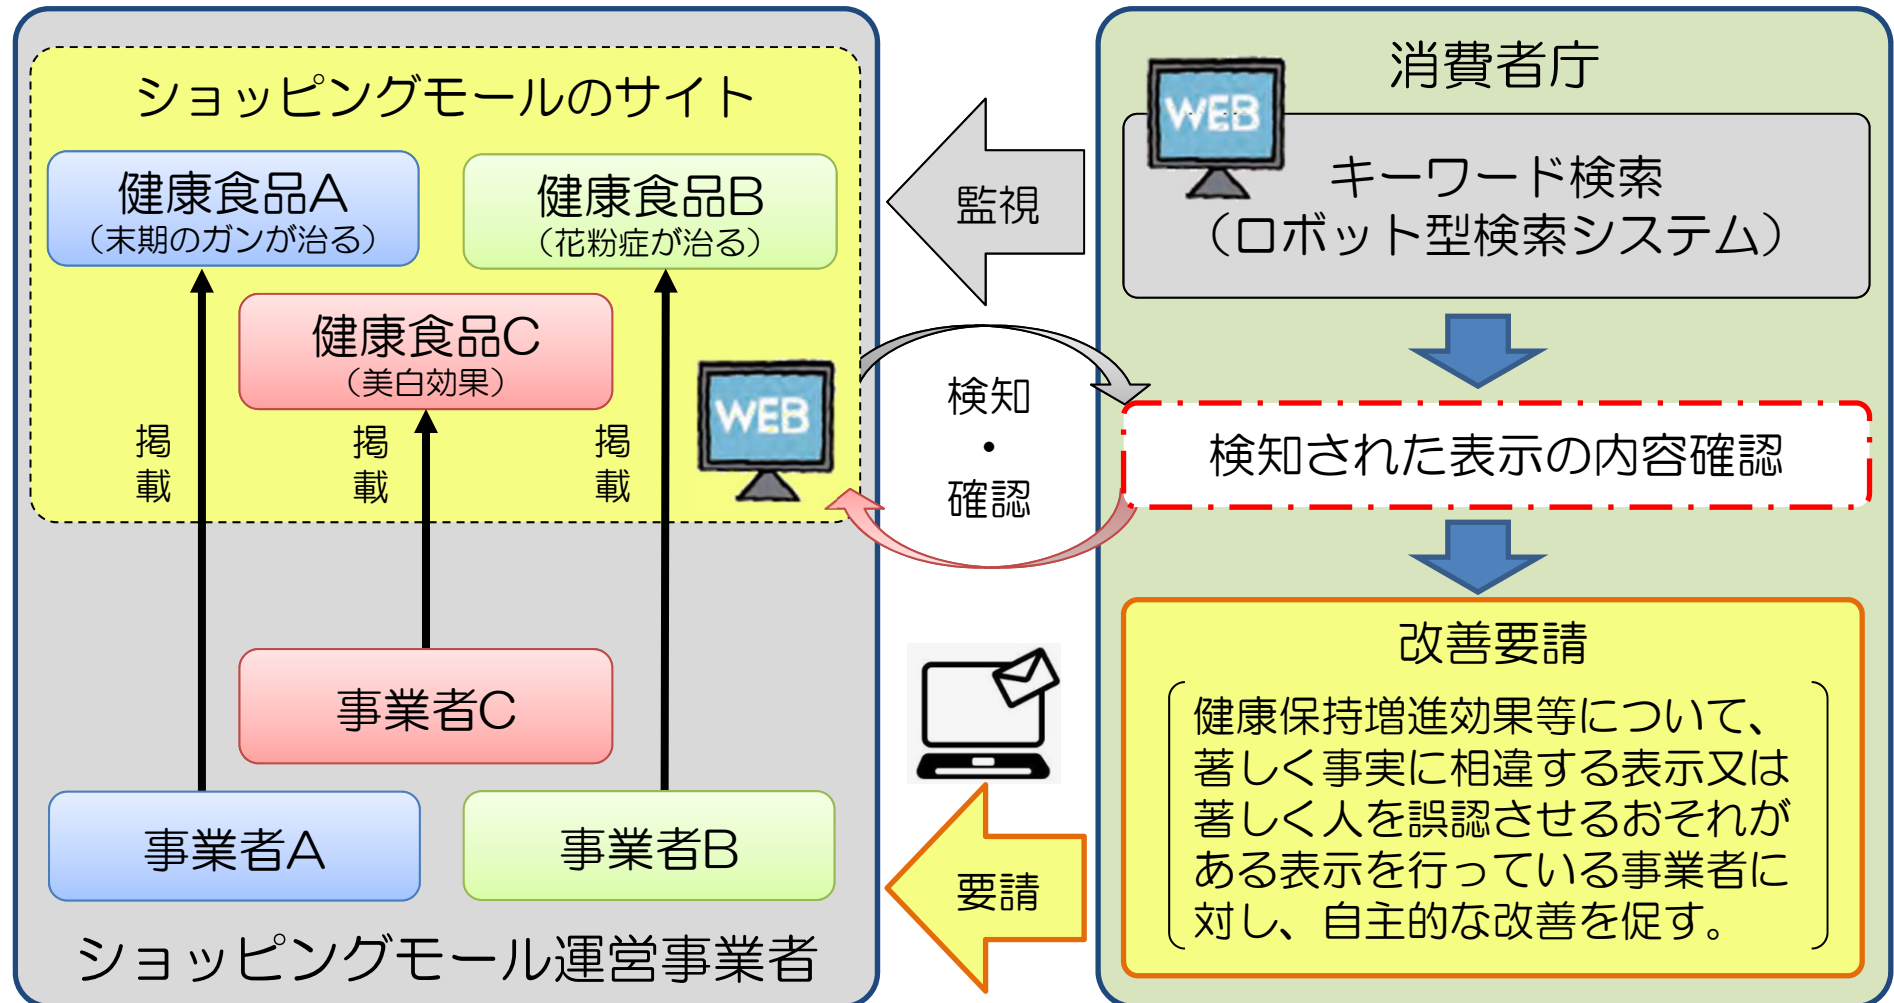 ショッピングモールのサイト
健康食品A
（末期のガンが治る）
健康食品B
（花粉症が治る）
健康食品C
（美白効果）
WEB
掲載
掲載
掲載
事業者C
事業者A
事業者B
ショッピングモール運営事業者
監視
検知
・
確認
要請
消費者庁
WEB
キーワード検索
（ロボット型検索システム）
検知された表示の内容確認
改善要請
健康保持増進効果等について、
著しく事実に相違する表示又は
著しく人を誤認させるおそれが
ある表示を行っている事業者に
対し、自主的な改善を促す。